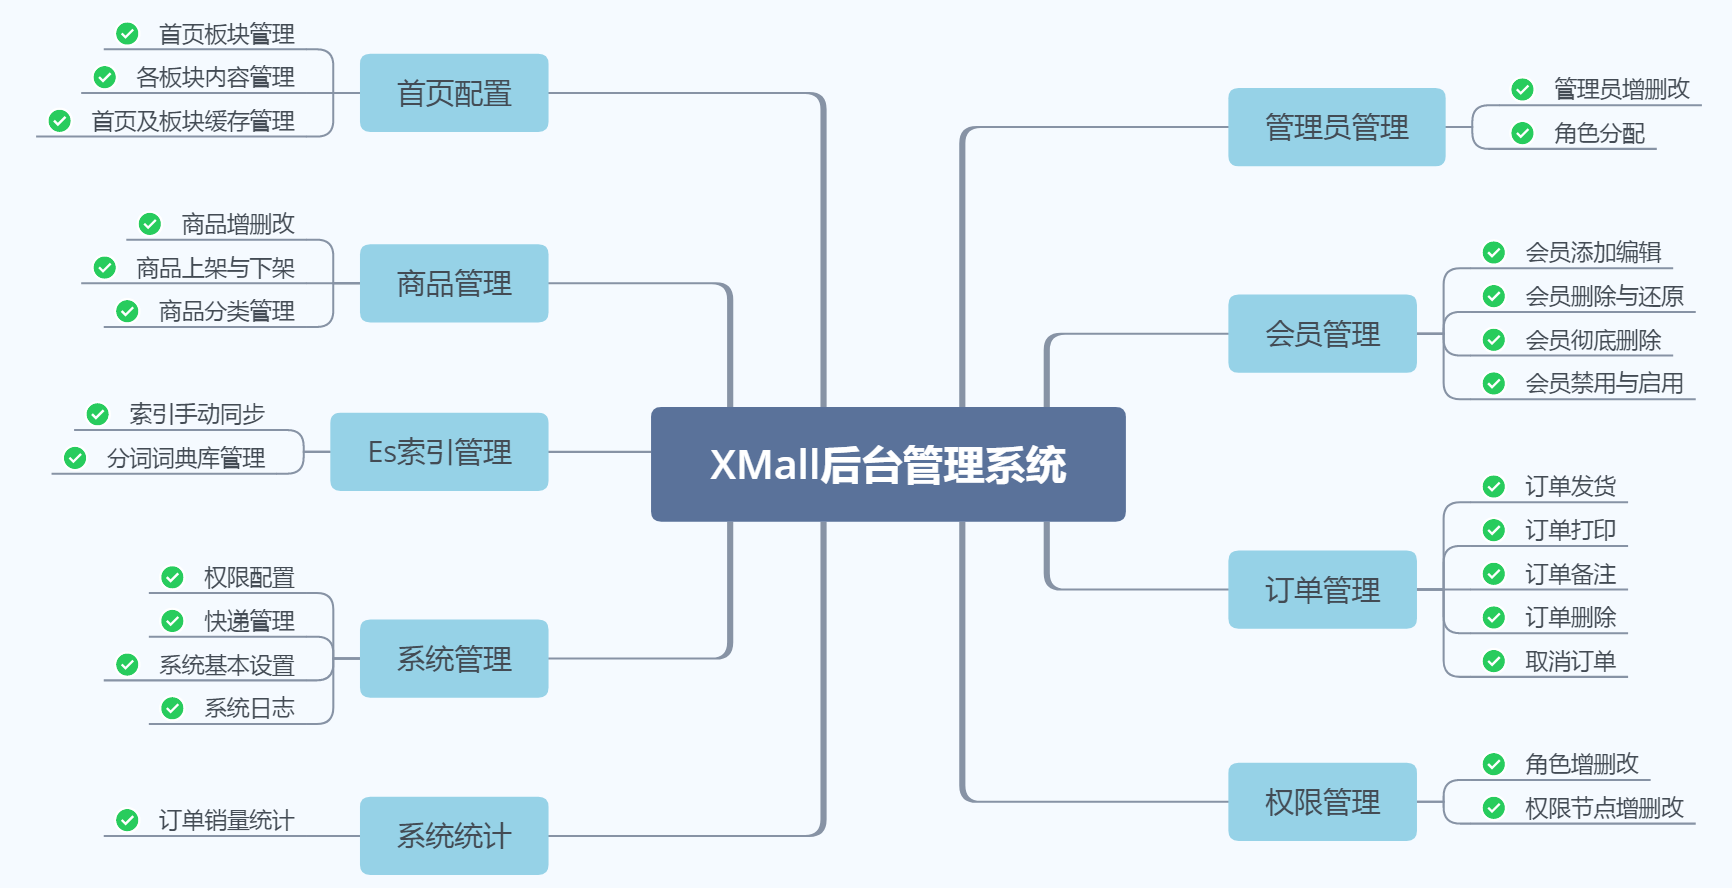 XMall后台管理系统
首页配置
首页板块管理
各板块内容管理
首页及板块缓存管理
商品管理
商品增删改
商品上架与下架
商品分类管理
Es索引管理
索引手动同步
分词词典库管理
系统管理
权限配置
快递管理
系统基本设置
系统日志
系统统计
订单销量统计
管理员管理
管理员增删改
角色分配
会员管理
会员添加编辑
会员删除与还原
会员彻底删除
会员禁用与启用
订单管理
订单发货
订单打印
订单备注
订单删除
取消订单
权限管理
角色增删改
权限节点增删改